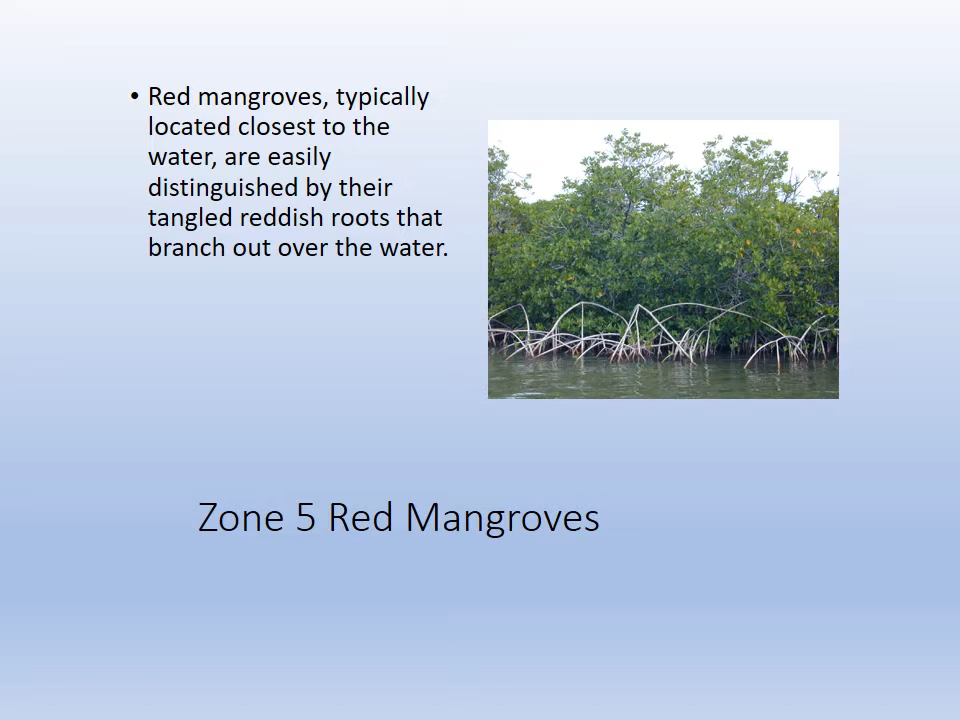 • Red mangroves, typically
located closest to the
water, are easily
distinguished by their
tangled reddish roots that
branch out over the water.
Zone 5 Red Mangroves